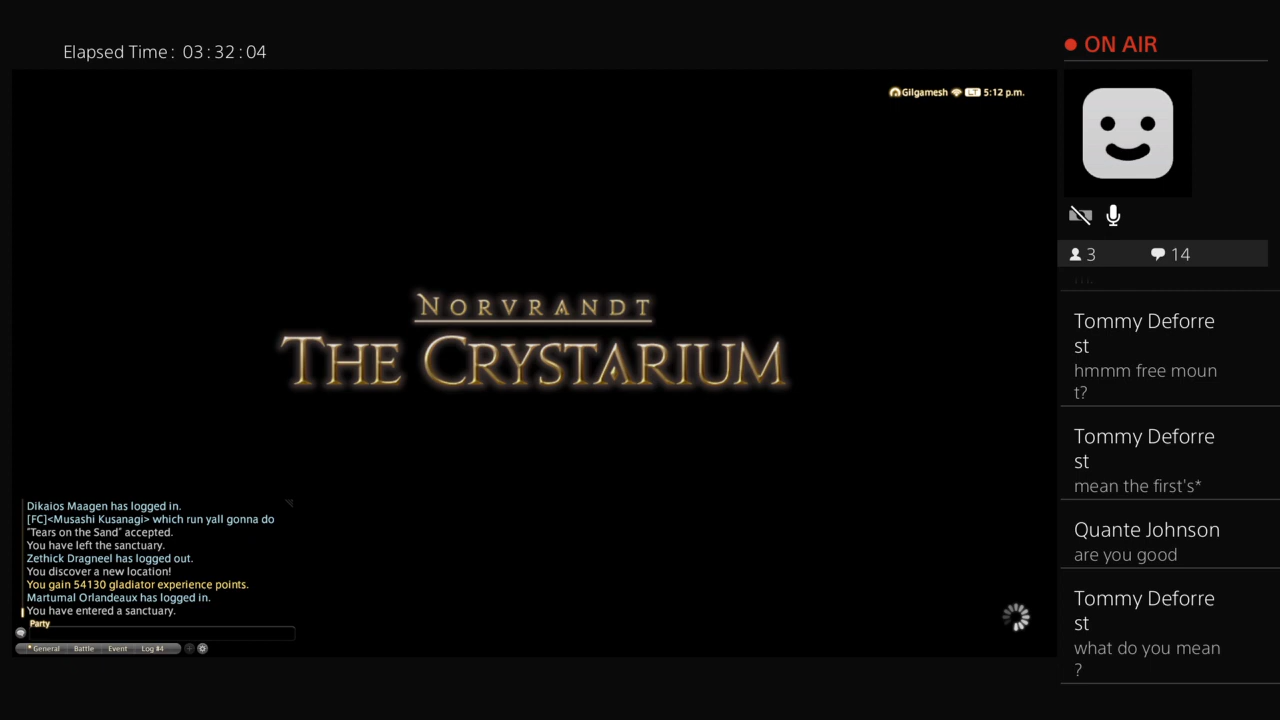 Elapsed Time: 03:32:04
ON AIR
Gilgamesh LT 5:12 p.m.
3 14
NORVRANDT
THE CRYSTARIUM
Tommy Deforre
st
hmmm free moun
t?
Tommy Deforre
st
mean the first's*
Quante Johnson
are you good
Tommy Deforre
st
what do you mean
?
Dikaios Maagen has logged in.
[FC]<Musashi Kusanagi> which run yall gonna do
"Tears on the Sand" accepted.
You have left the sanctuary.
Zethick Dragneel has logged out.
You discover a new location!
You gain 54130 gladiator experience points.
Martumal Orlandeaux has logged in.
You have entered a sanctuary.
Party
General Battle Event Log #4